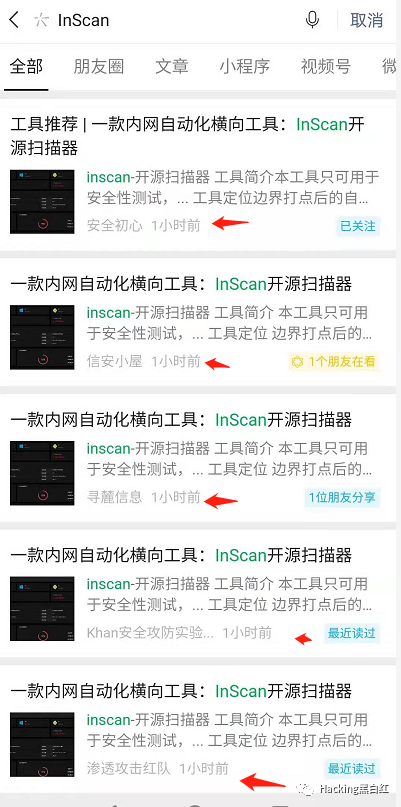 InScan 取消
全部 朋友圈 文章 小程序 视频号 微
工具推荐 | 一款内网自动化横向工具：InScan开
源扫描器
inscan-开源扫描器 工具简介本工具只可用于
安全性测试，... 工具定位边界打点后的自...
安全初心 1小时前 已关注
一款内网自动化横向工具：InScan开源扫描器
inscan-开源扫描器 工具简介 本工具只可用
于安全性测试，... 工具定位 边界打点后的...
信安小屋 1小时前 1个朋友在看
一款内网自动化横向工具：InScan开源扫描器
inscan-开源扫描器 工具简介 本工具只可用
于安全性测试，... 工具定位 边界打点后的...
寻麓信息 1小时前 1位朋友分享
一款内网自动化横向工具：InScan开源扫描器
inscan-开源扫描器 工具简介 本工具只可用
于安全性测试，... 工具定位 边界打点后的...
Khan安全攻防实验... 1小时前 最近读过
一款内网自动化横向工具：InScan开源扫描器
inscan-开源扫描器 工具简介 本工具只可用
于安全性测试，... 工具定位 边界打点后的...
渗透攻击红队 1小时前 最近读过
Hacking黑白红